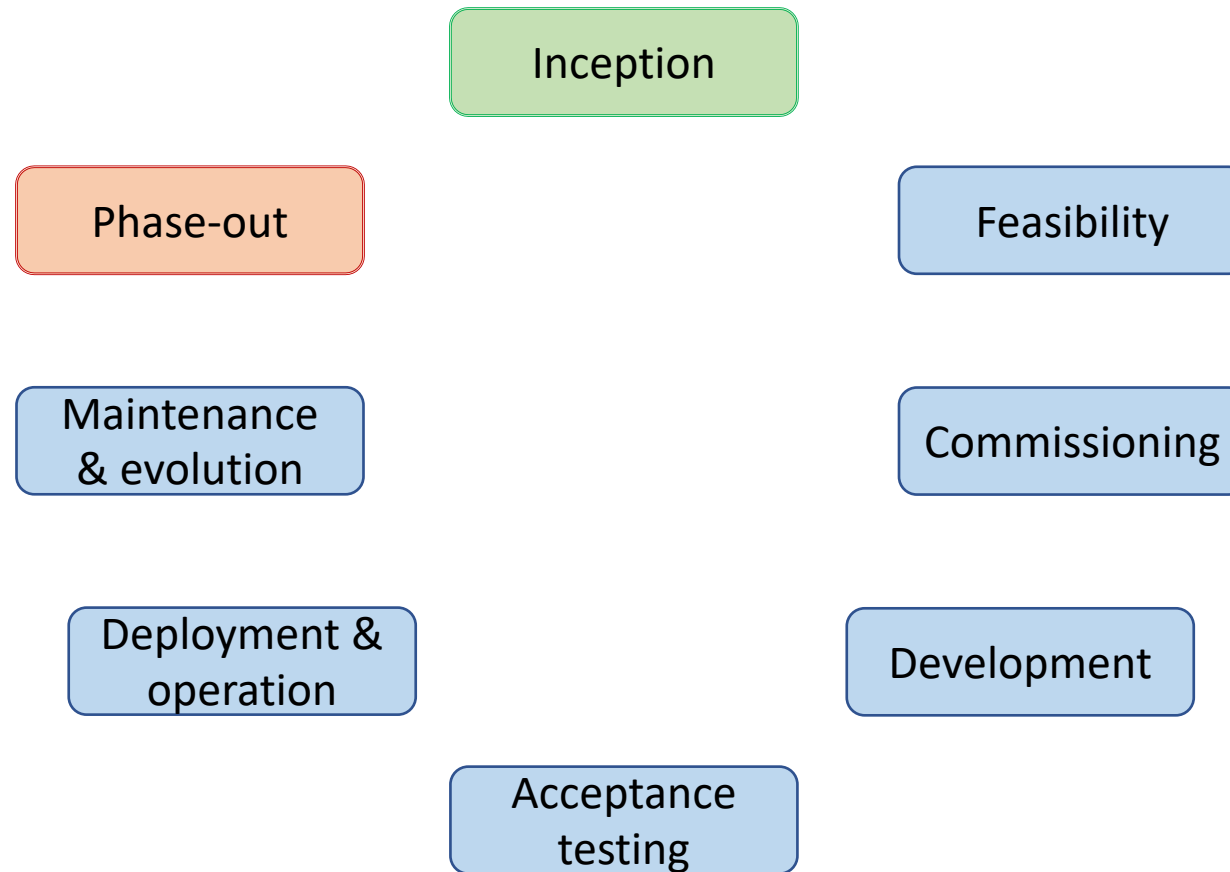 Inception
Phase-out
Feasibility
Maintenance
& evolution
Commissioning
Deployment &
operation
Development
Acceptance
testing